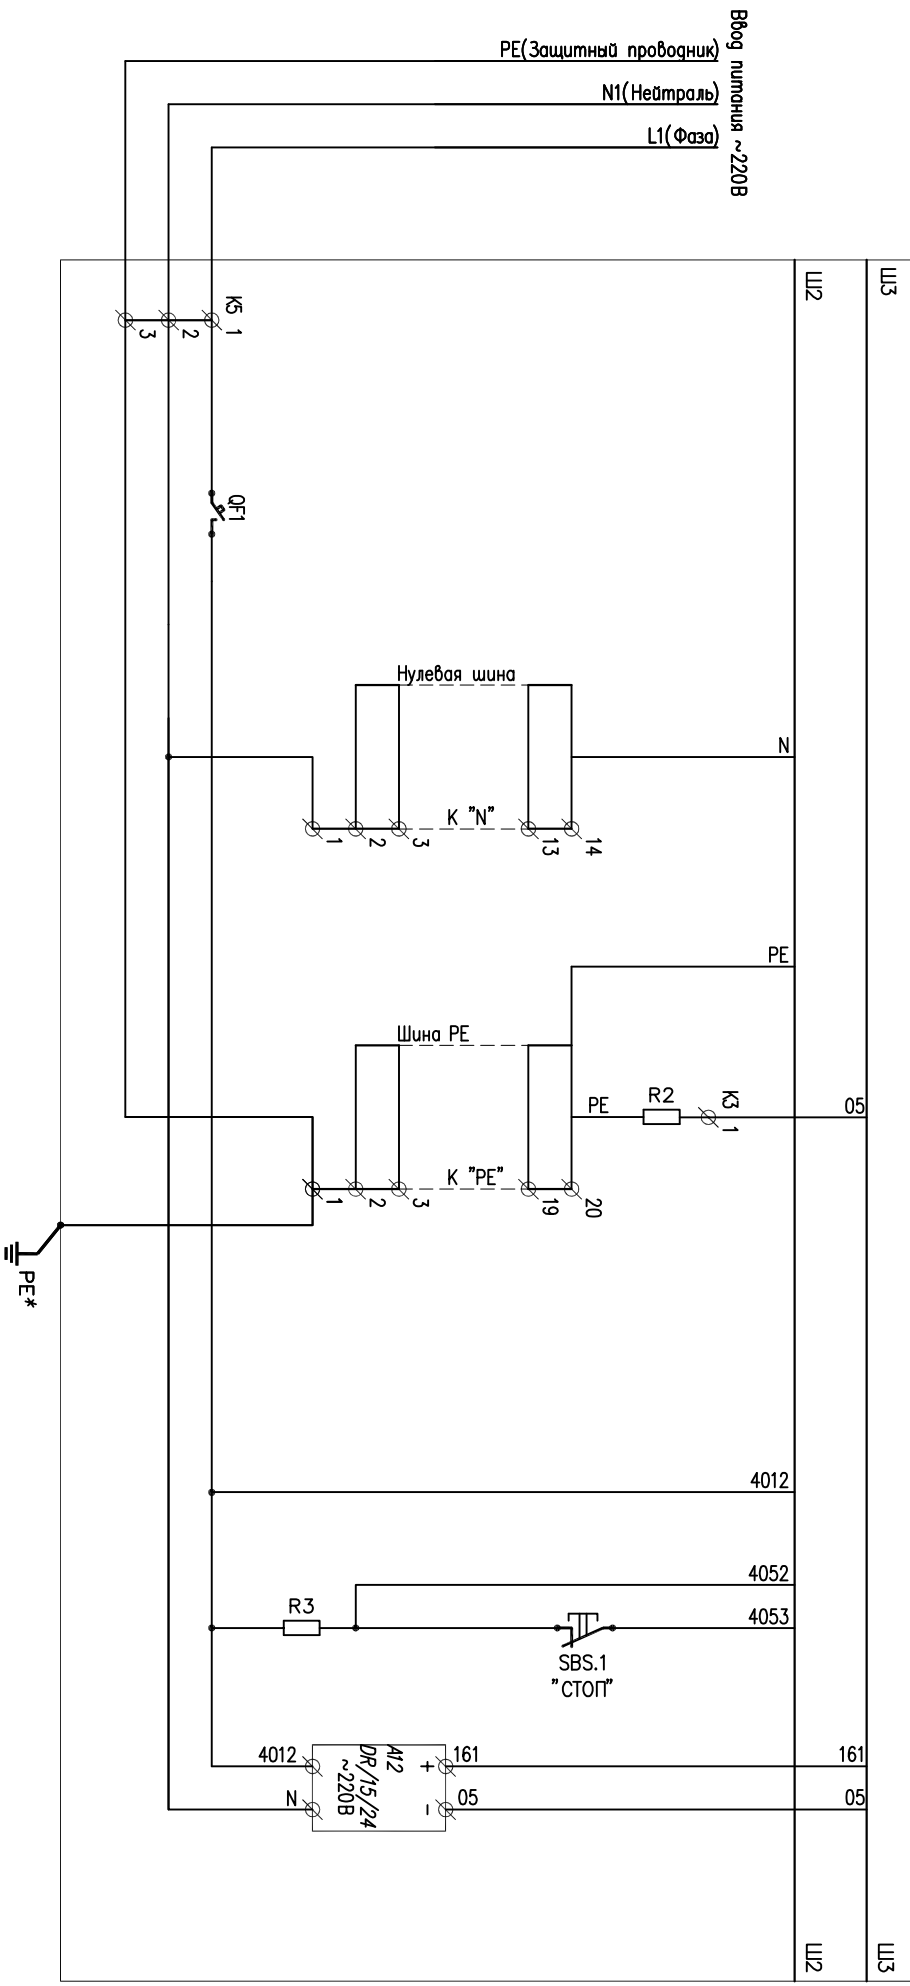 Ввод питания ~220В
PE(Защитный проводник)
N1(Нейтраль)
L1(Фаза)
Ш3
Ш2
К5
1
2
3
QF1
Нулевая шина
N
К "N"
1
2
3
13
14
PE
Шина PE
R2
К3
1
05
PE
К "PE"
1
2
3
19
20
PE*
4012
4052
4053
R3
SBS.1
"СТОП"
4012
N
A12
DR/15/24
~220В
+
-
161
05
161
05
Ш2
Ш3